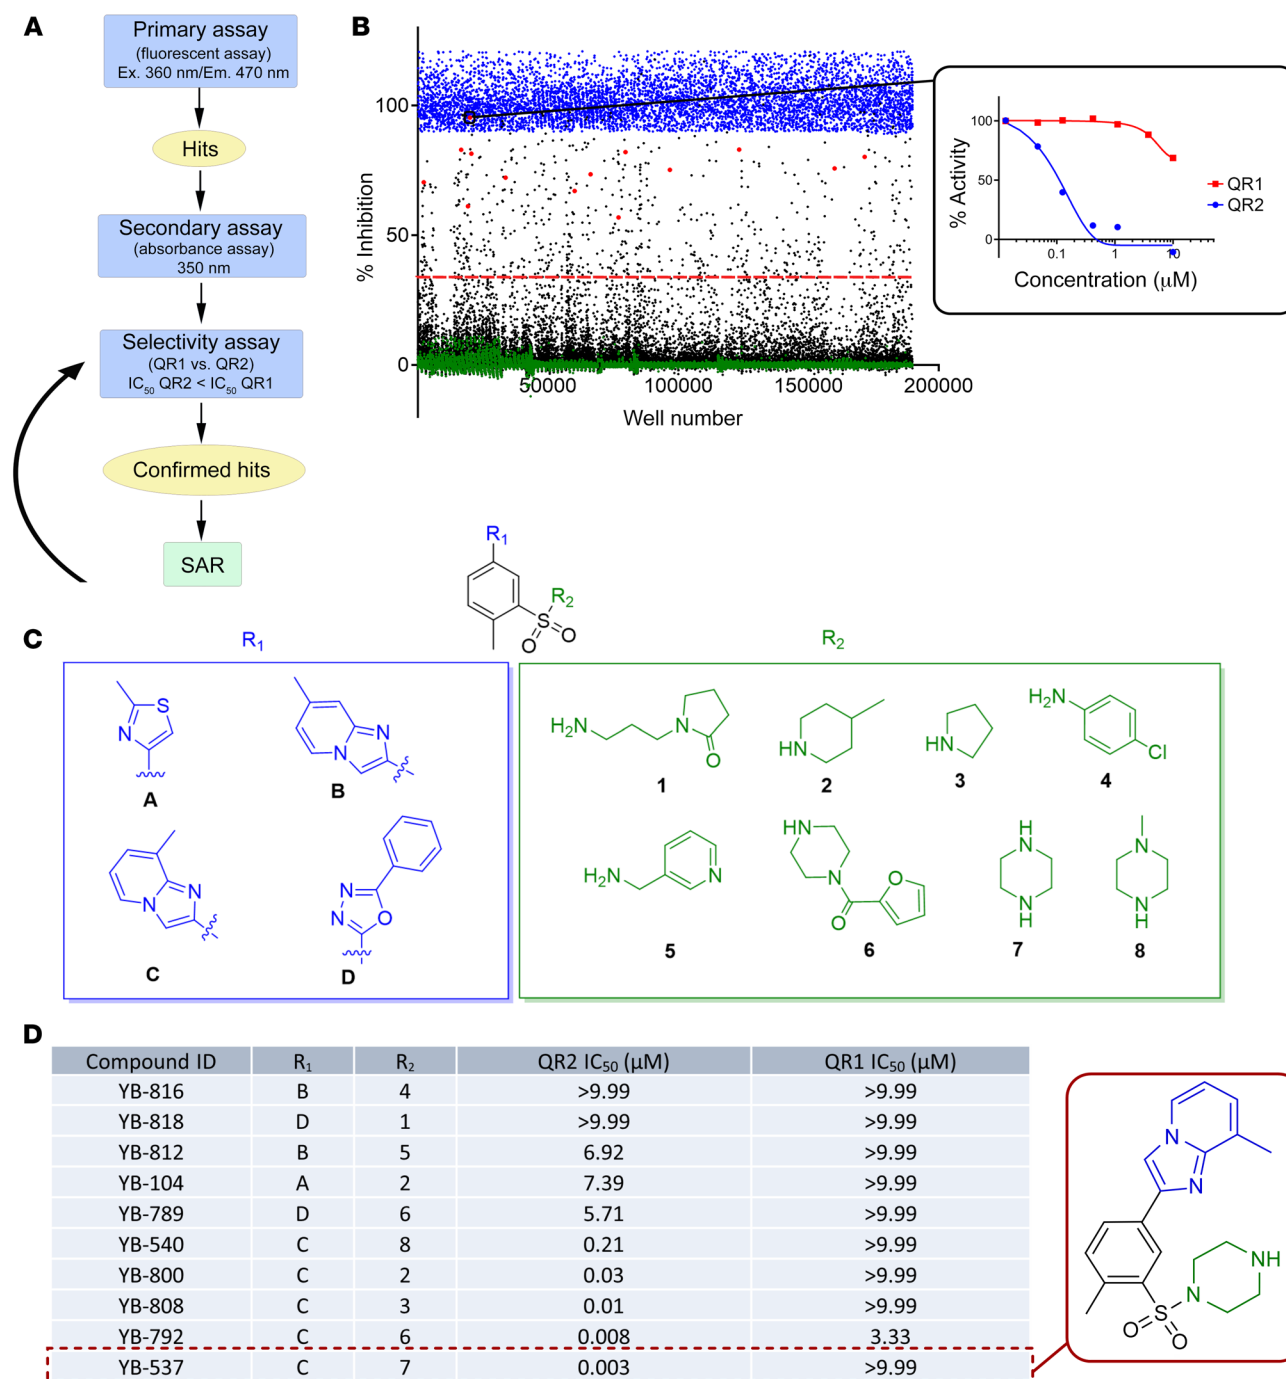 A
Primary assay
(fluorescent assay)
Ex. 360 nm/Em. 470 nm
Hits
Secondary assay
(absorbance assay)
350 nm
Selectivity assay
(QR1 vs. QR2)
IC50 QR2 < IC50 QR1
Confirmed hits
SAR
B
% Inhibition
100
50
0
50000
100000
150000
200000
Well number
% Activity
100
50
0
0.1
1
10
Concentration (μM)
QR1
QR2
R1
R2
S
O
O
C
R1
S
N
A
N
N
B
N
N
C
N
N
O
D
R2
H2N
N
O
1
HN
2
HN
3
H2N
Cl
4
H2N
N
5
HN
N
O
O
6
H
N
N
H
7
N
N
H
8
D
Compound ID R1 R2 QR2 IC50 (μM) QR1 IC50 (μM)
YB-816 B 4 >9.99 >9.99
YB-818 D 1 >9.99 >9.99
YB-812 B 5 6.92 >9.99
YB-104 A 2 7.39 >9.99
YB-789 D 6 5.71 >9.99
YB-540 C 8 0.21 >9.99
YB-800 C 2 0.03 >9.99
YB-808 C 3 0.01 >9.99
YB-792 C 6 0.008 3.33
YB-537 C 7 0.003 >9.99
N
N
NH
N
S
O
O